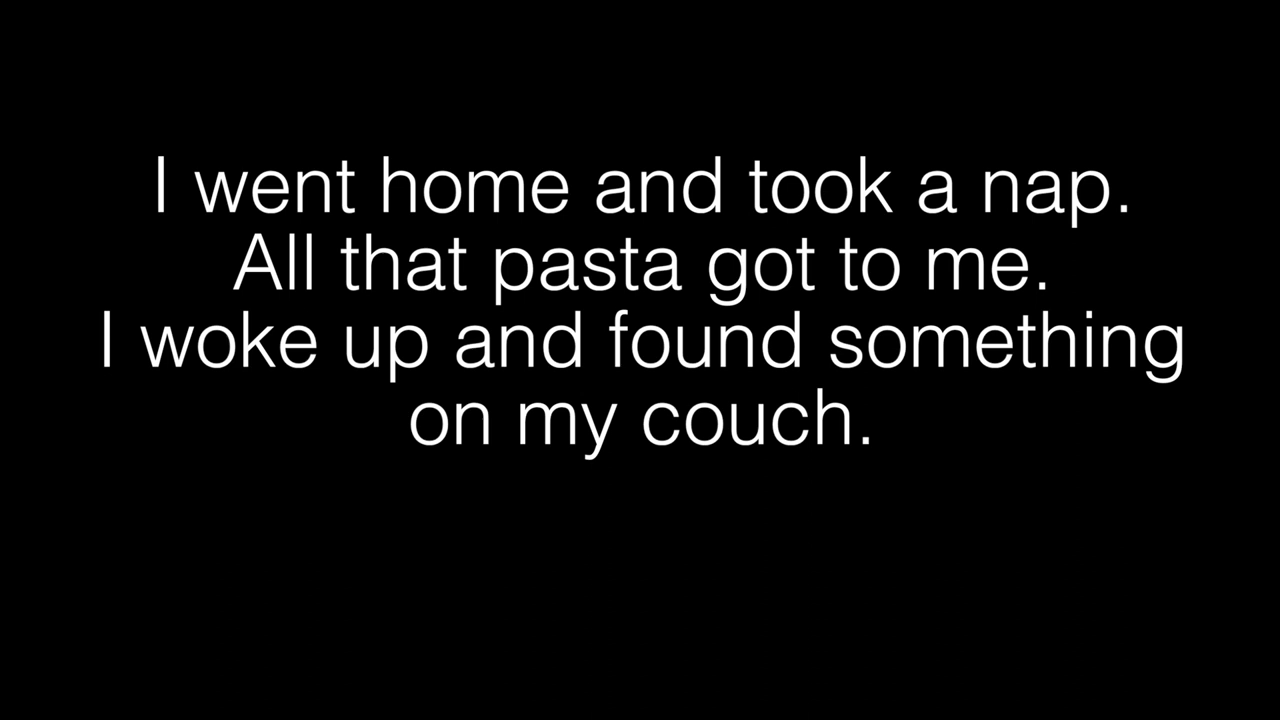 I went home and took a nap.
All that pasta got to me.
I woke up and found something
on my couch.